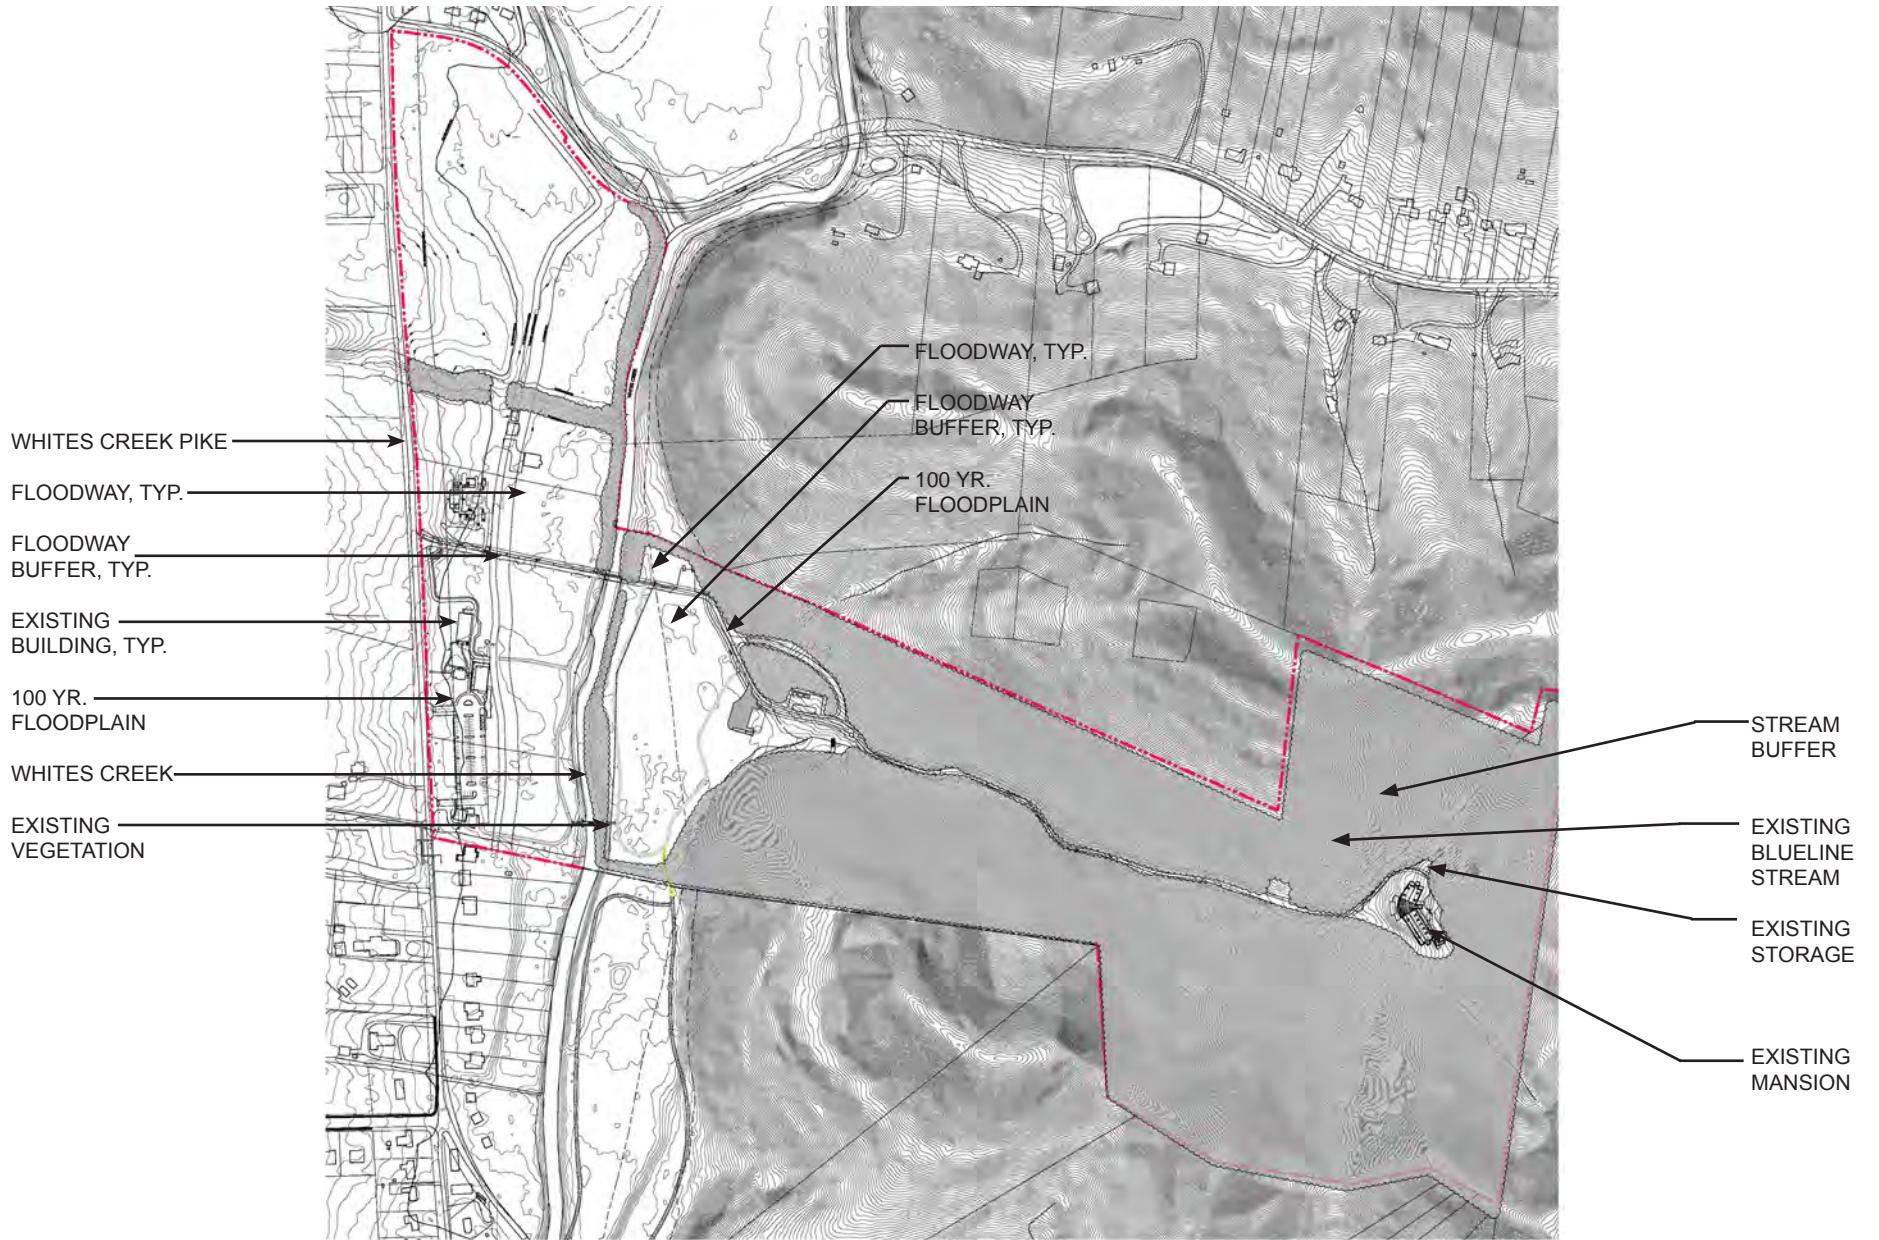 FLOODWAY, TYP.
FLOODWAY
BUFFER, TYP.
100 YR.
FLOODPLAIN
WHITES CREEK PIKE
FLOODWAY, TYP.
FLOODWAY
BUFFER, TYP.
EXISTING
BUILDING, TYP.
100 YR.
FLOODPLAIN
WHITES CREEK
EXISTING
VEGETATION
STREAM
BUFFER
EXISTING
BLUELINE
STREAM
EXISTING
STORAGE
EXISTING
MANSION